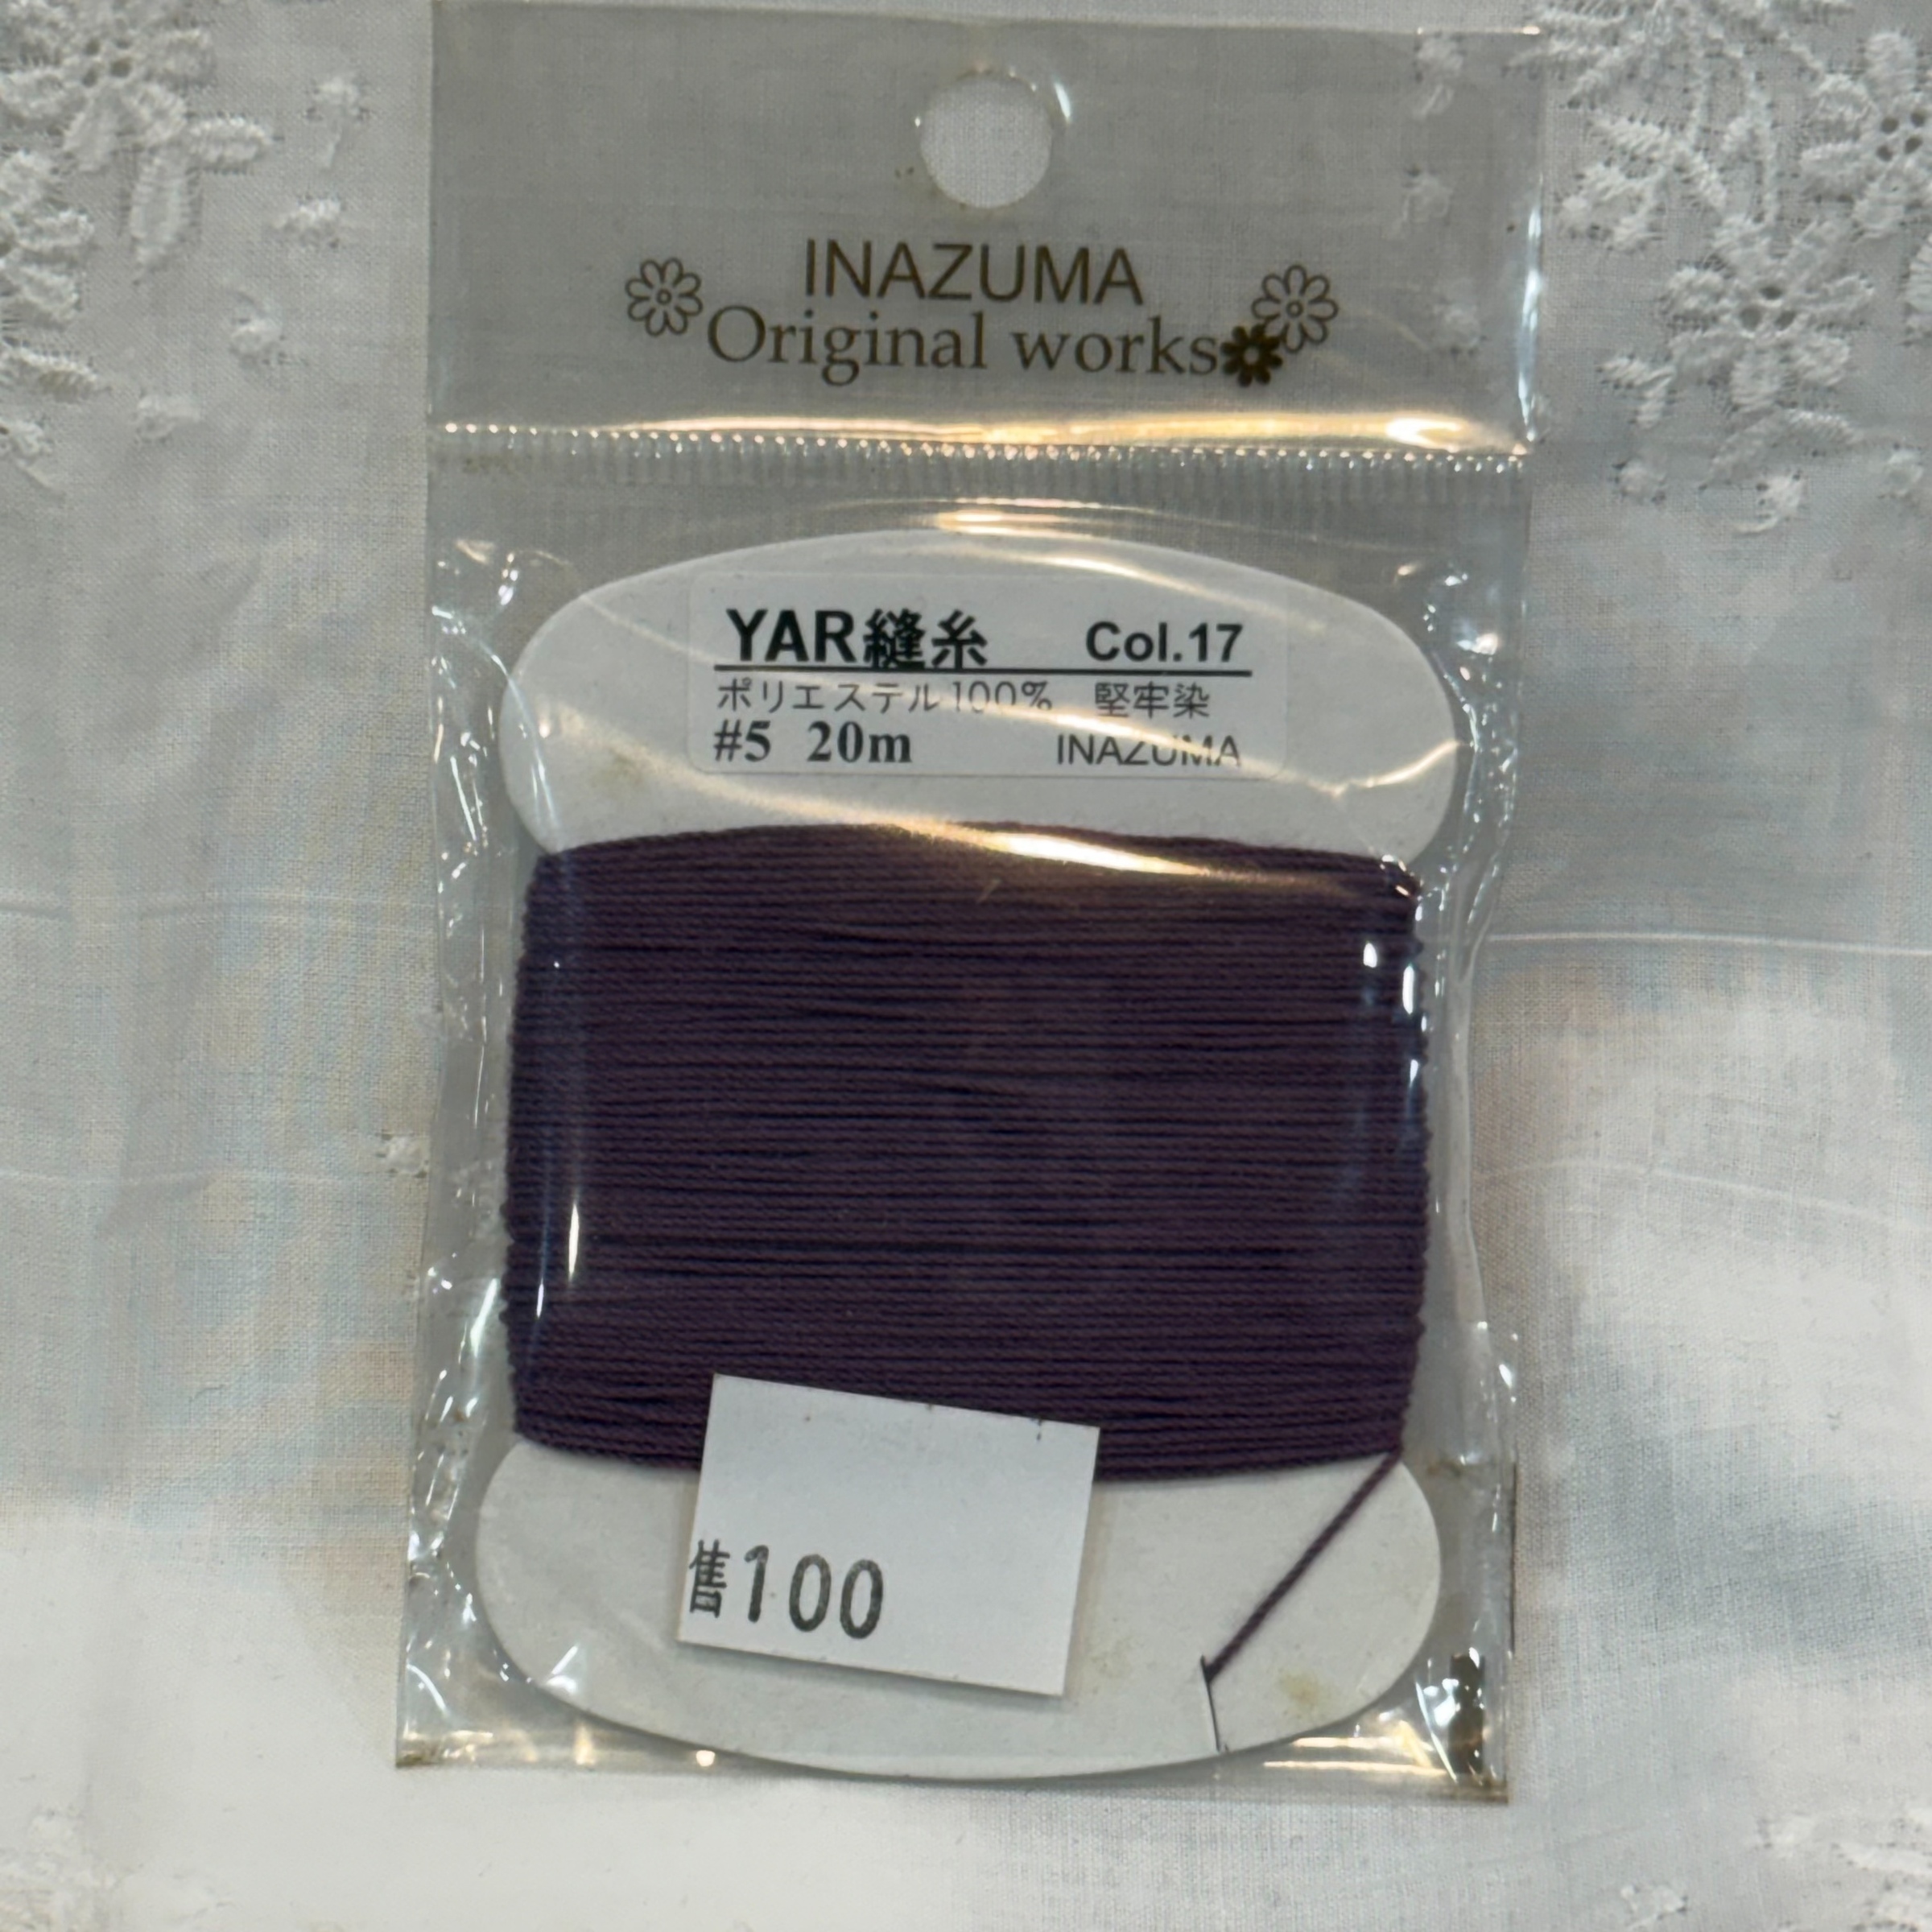 INAZUMA
Original works
YAR縫糸 Col.17
ポリエステル100% 堅牢染
#5 20m INAZUMA
售100